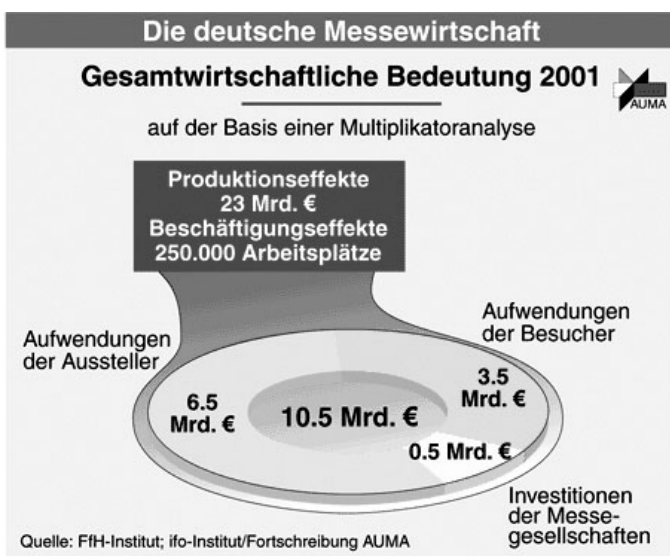 Die deutsche Messewirtschaft
Gesamtwirtschaftliche Bedeutung 2001
AUMA
auf der Basis einer Multiplikatoranalyse
Produktionseffekte
23 Mrd. €
Beschäftigungseffekte
250.000 Arbeitsplätze
Aufwendungen
der Aussteller
Aufwendungen
der Besucher
6.5
Mrd. €
10.5 Mrd. €
3.5
Mrd. €
0.5 Mrd. €
Investitionen
der Messe-
gesellschaften
Quelle: FfH-Institut; ifo-Institut/Fortschreibung AUMA